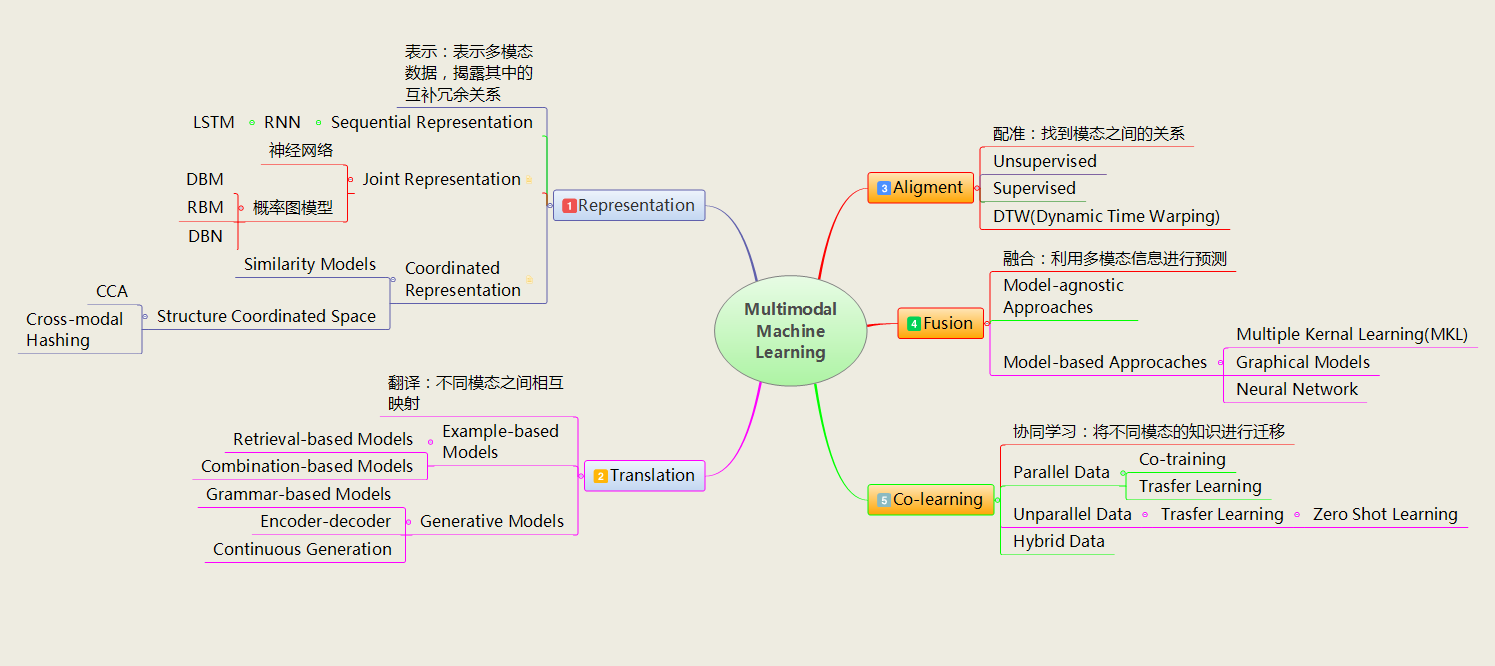 Multimodal
Machine
Learning
1 Representation
表示：表示多模态
数据，揭露其中的
互补冗余关系
Sequential Representation
RNN
LSTM
Joint Representation
神经网络
概率图模型
DBM
RBM
DBN
Coordinated
Representation
Similarity Models
Structure Coordinated Space
CCA
Cross-modal
Hashing
2 Translation
翻译：不同模态之间相互
映射
Example-based
Models
Retrieval-based Models
Combination-based Models
Generative Models
Grammar-based Models
Encoder-decoder
Continuous Generation
3 Aligment
配准：找到模态之间的关系
Unsupervised
Supervised
DTW(Dynamic Time Warping)
4 Fusion
融合：利用多模态信息进行预测
Model-agnostic
Approaches
Model-based Approcaches
Multiple Kernal Learning(MKL)
Graphical Models
Neural Network
5 Co-learning
协同学习：将不同模态的知识进行迁移
Parallel Data
Co-training
Trasfer Learning
Unparallel Data
Trasfer Learning
Zero Shot Learning
Hybrid Data